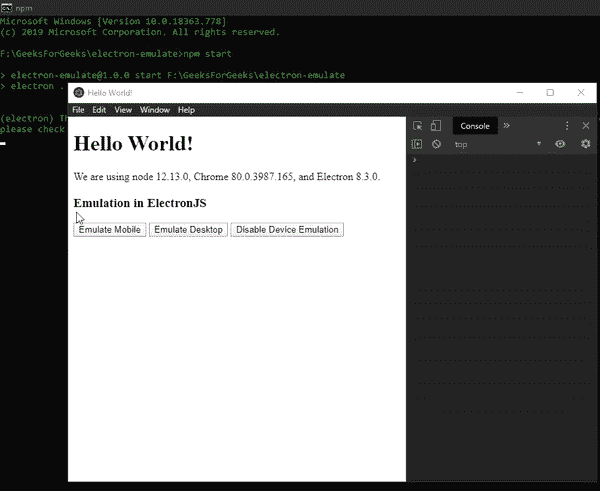 npm
Microsoft Windows [Version 10.0.18363.778]
(c) 2019 Microsoft Corporation. All rights reserved.
F:\GeeksForGeeks\electron-emulate>npm start
> electron-emulate@1.0.0 start F:\GeeksForGeeks\electron-emulate
> electron .
(electron) Th
please check
Hello World!
File Edit View Window Help
Hello World!
We are using node 12.13.0, Chrome 80.0.3987.165, and Electron 8.3.0.
Emulation in ElectronJS
Emulate Mobile Emulate Desktop Disable Device Emulation
Console
top